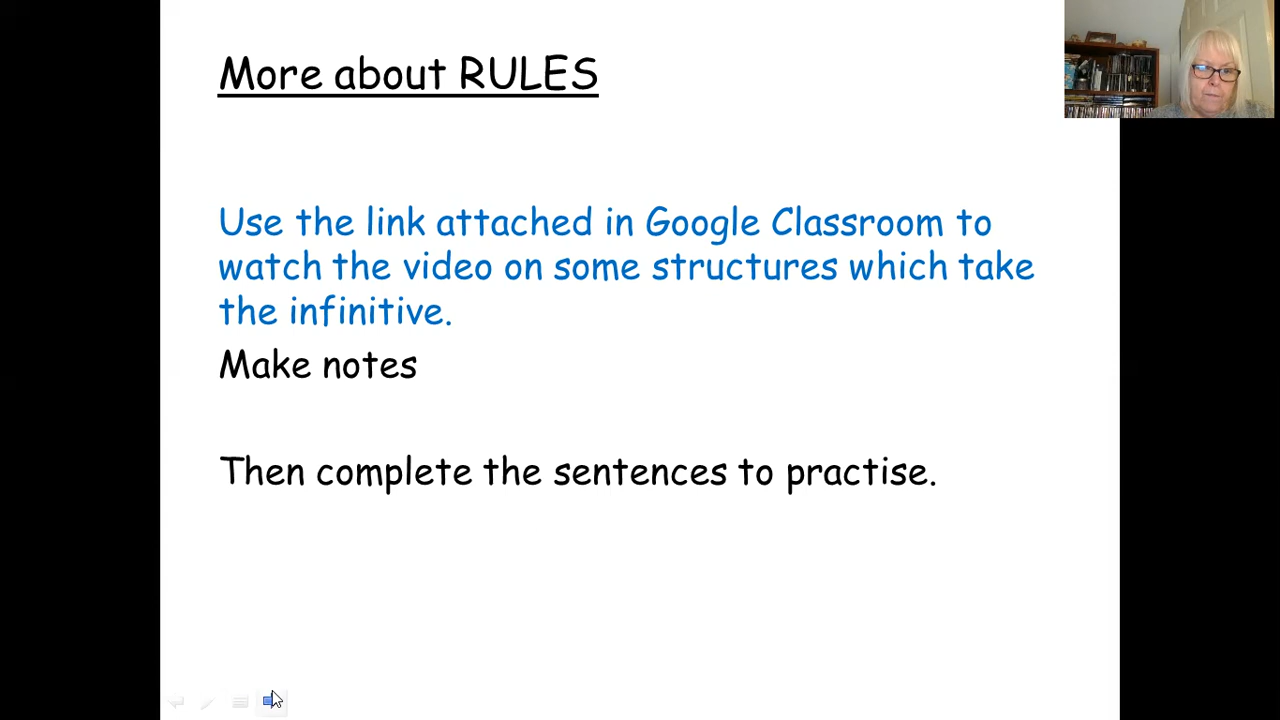 More about RULES
Use the link attached in Google Classroom to
watch the video on some structures which take
the infinitive.
Make notes
Then complete the sentences to practise.